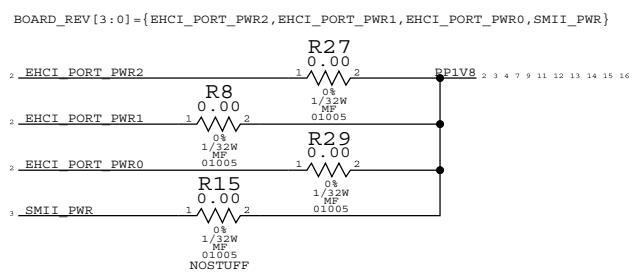 BOARD_REV[3:0]={EHCI_PORT_PWR2,EHCI_PORT_PWR1,EHCI_PORT_PWR0,SMII_PWR}
R27
0.00
2 EHCI_PORT_PWR2 1 2 PP1V8 2 3 4 7 9 11 12 13 14 15 16
0%
1/32W
MF
01005
R8
0.00
2 EHCI_PORT_PWR1 1 2
0%
1/32W
MF
01005
R29
0.00
2 EHCI_PORT_PWR0 1 2
0%
1/32W
MF
01005
R15
0.00
3 SMII_PWR 1 2
0%
1/32W
MF
01005
NOSTUFF